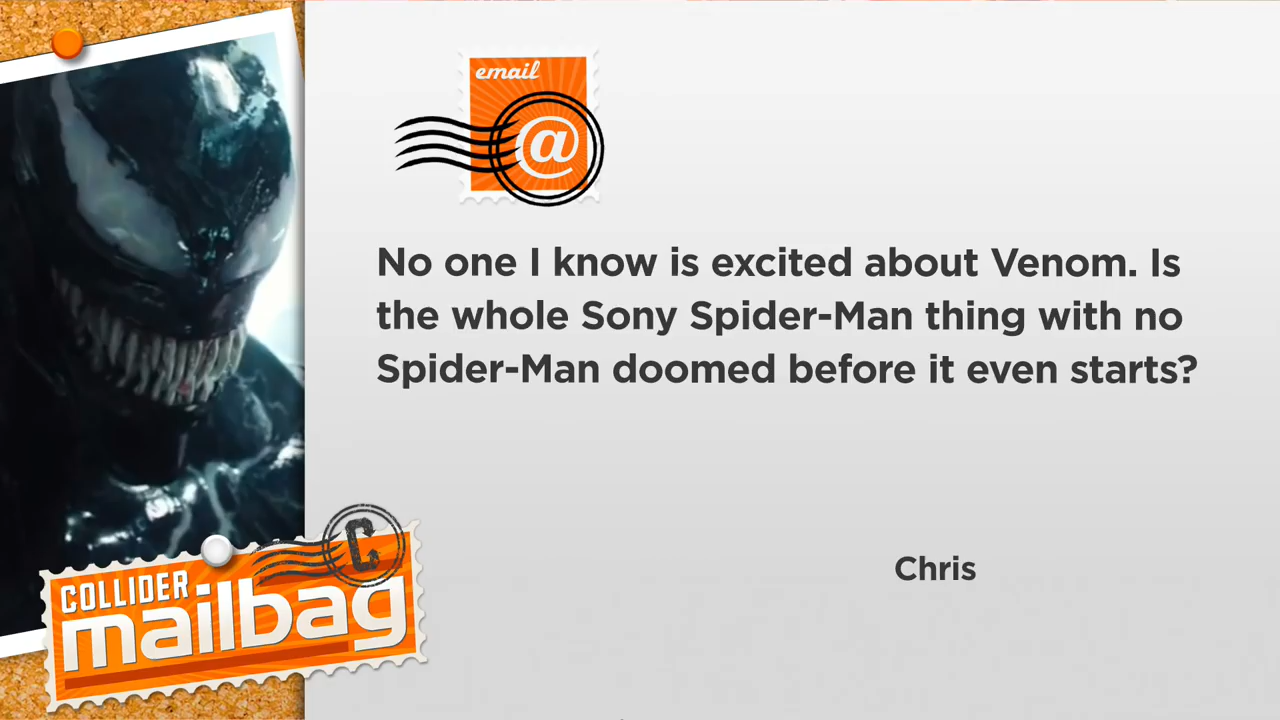 email
@
No one I know is excited about Venom. Is
the whole Sony Spider-Man thing with no
Spider-Man doomed before it even starts?
Chris
C
COLLIDER
mailbag